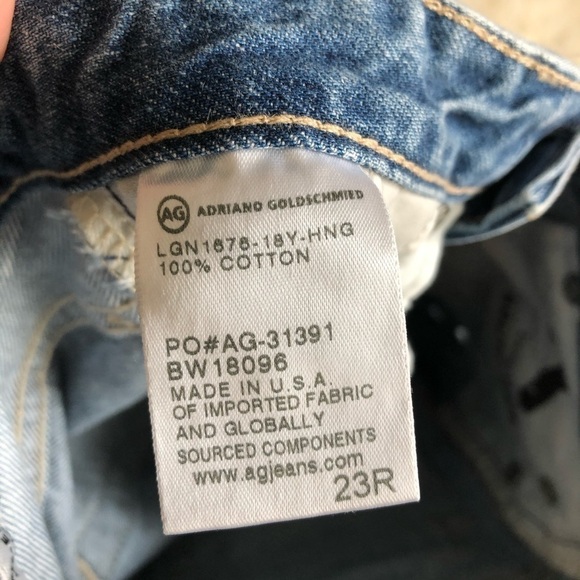 AG ADRIANO GOLDSCHMIED
LGN1676-18Y-HNG
100% COTTON
PO#AG-31391
BW18096
MADE IN U.S.A.
OF IMPORTED FABRIC
AND GLOBALLY
SOURCED COMPONENTS
www.agjeans.com
23R